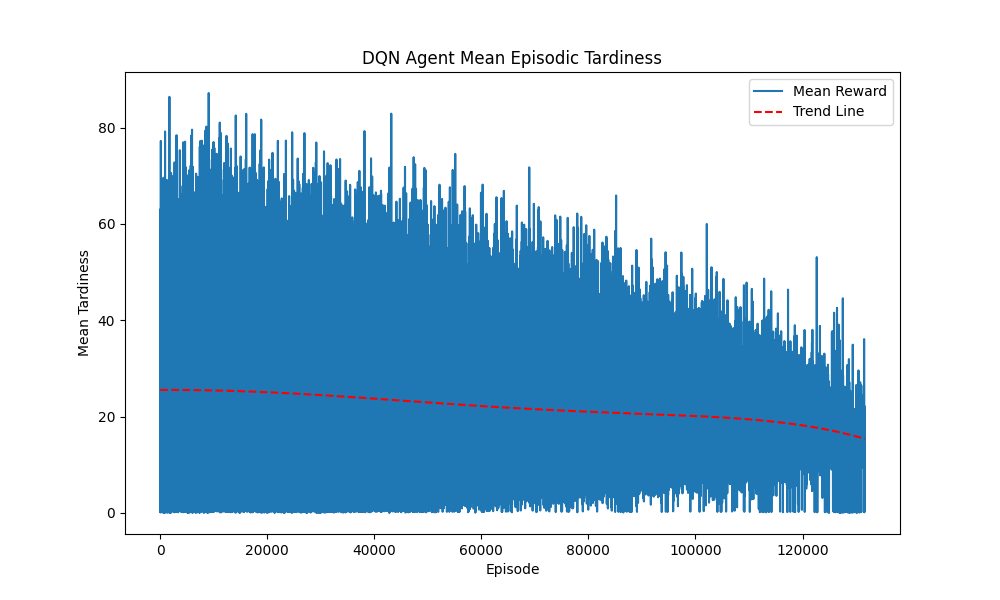 DQN Agent Mean Episodic Tardiness
Mean Reward
Trend Line
80
60
40
20
0
Mean Tardiness
0 20000 40000 60000 80000 100000 120000
Episode